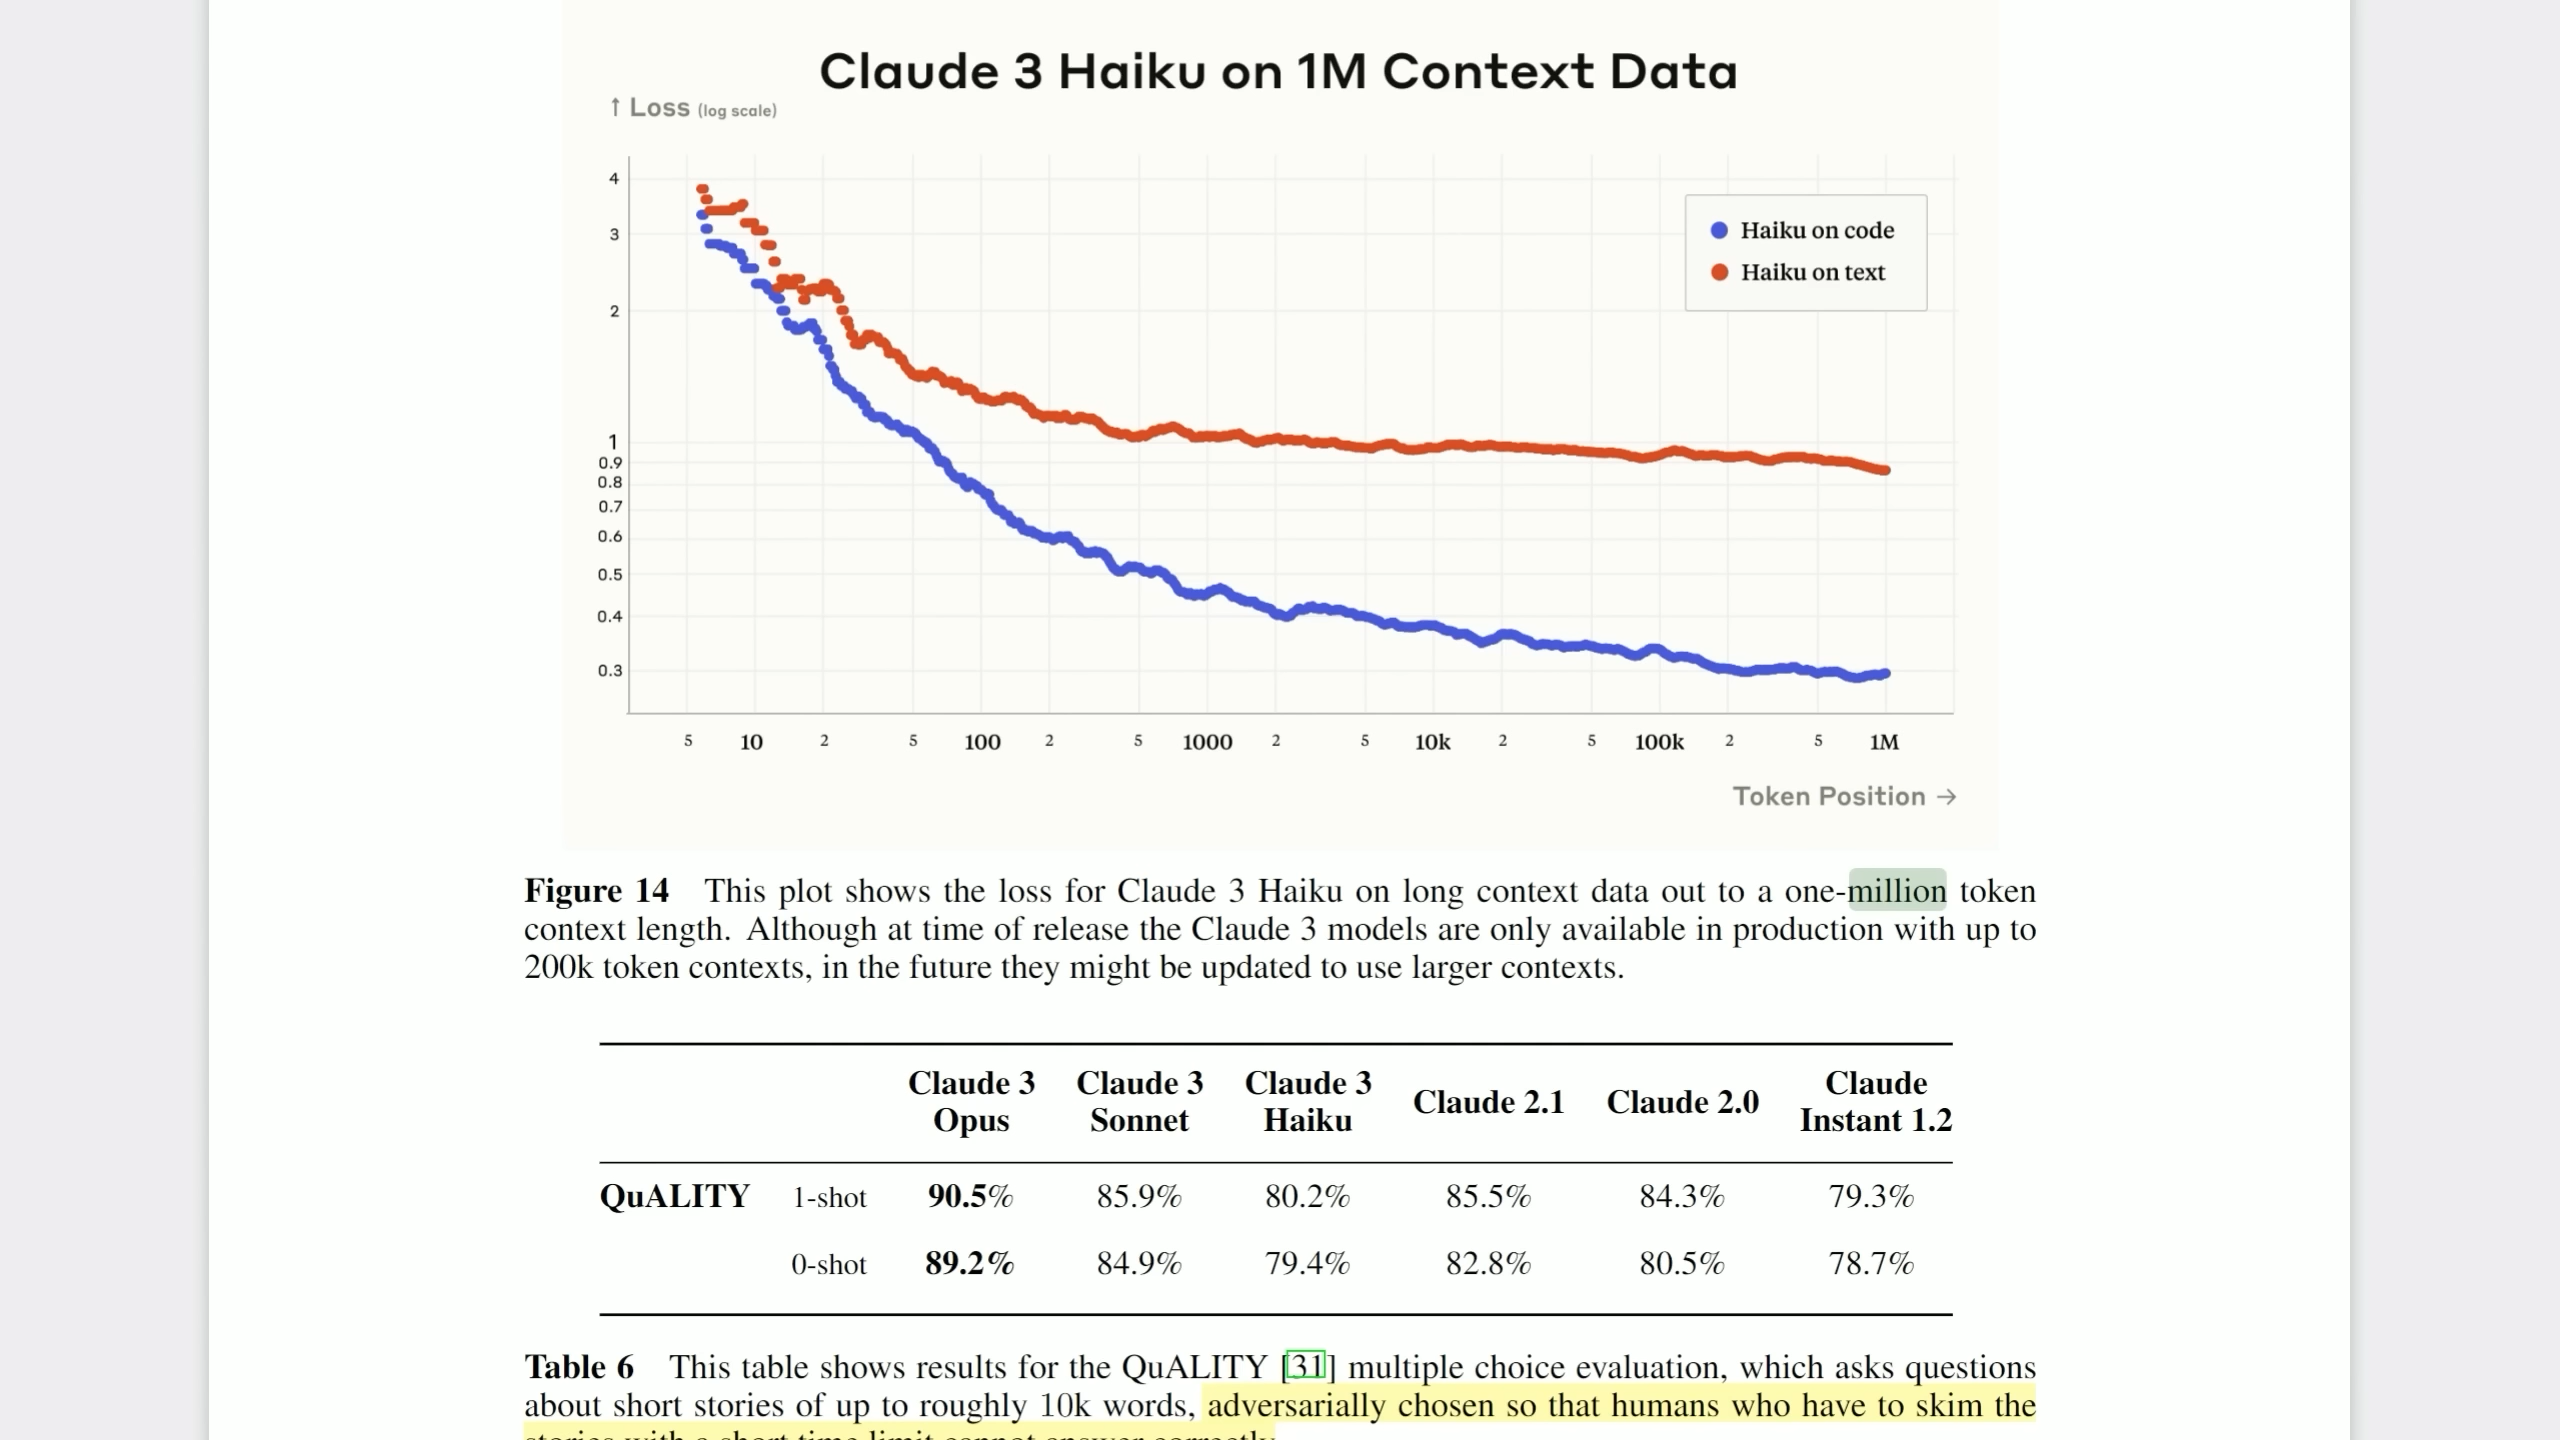 Claude 3 Haiku on 1M Context Data
↑ Loss (log scale)
4
3
2
1
0.9
0.8
0.7
0.6
0.5
0.4
0.3
Haiku on code
Haiku on text
5 10 2 5 100 2 5 1000 2 5 10k 2 5 100k 2 5 1M
Token Position →
Figure 14 This plot shows the loss for Claude 3 Haiku on long context data out to a one-million token
context length. Although at time of release the Claude 3 models are only available in production with up to
200k token contexts, in the future they might be updated to use larger contexts.
Claude 3 Opus Claude 3 Sonnet Claude 3 Haiku Claude 2.1 Claude 2.0 Claude Instant 1.2
QuALITY 1-shot 90.5% 85.9% 80.2% 85.5% 84.3% 79.3%
0-shot 89.2% 84.9% 79.4% 82.8% 80.5% 78.7%
Table 6 This table shows results for the QuALITY [31] multiple choice evaluation, which asks questions
about short stories of up to roughly 10k words, adversarially chosen so that humans who have to skim the
stories with a short time limit cannot answer correctly.